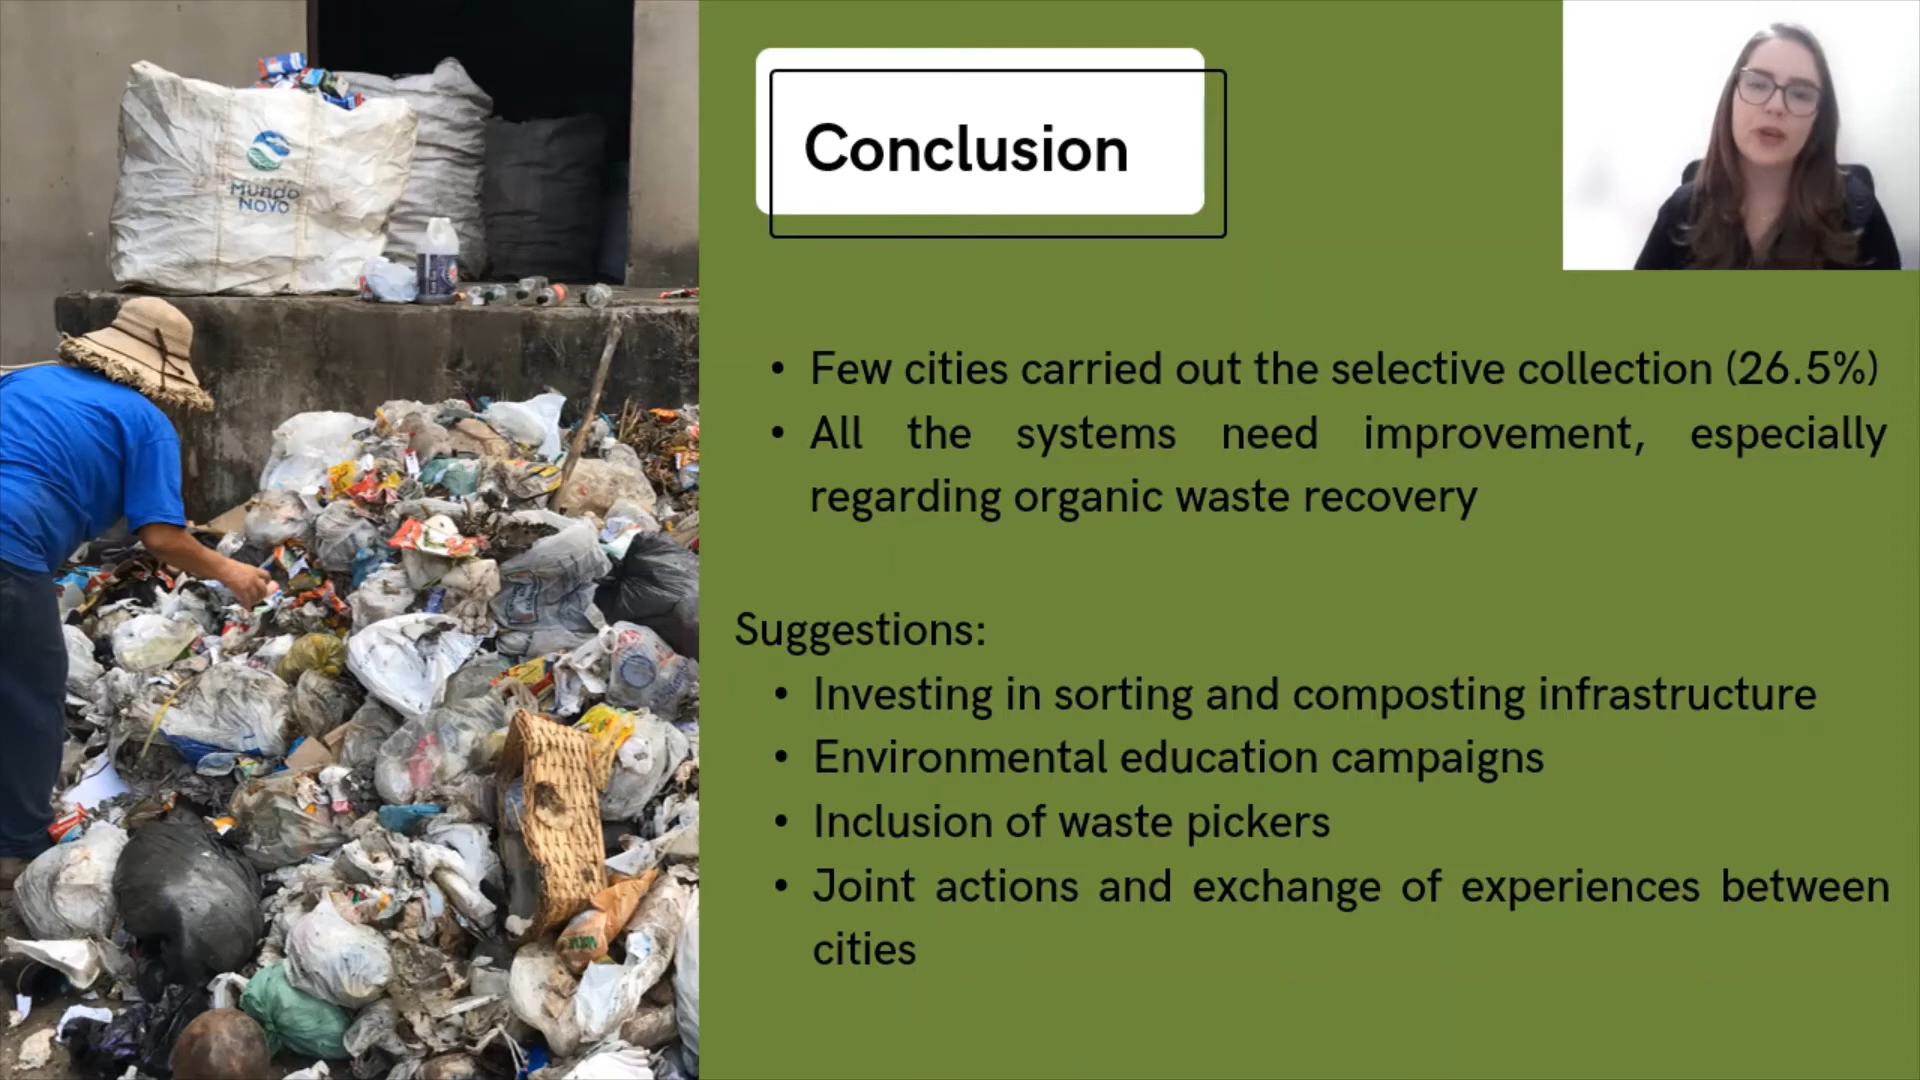 Mundo
NOVO
Conclusion
• Few cities carried out the selective collection (26.5%)
• All the systems need improvement, especially
regarding organic waste recovery
Suggestions:
• Investing in sorting and composting infrastructure
• Environmental education campaigns
• Inclusion of waste pickers
• Joint actions and exchange of experiences between
cities